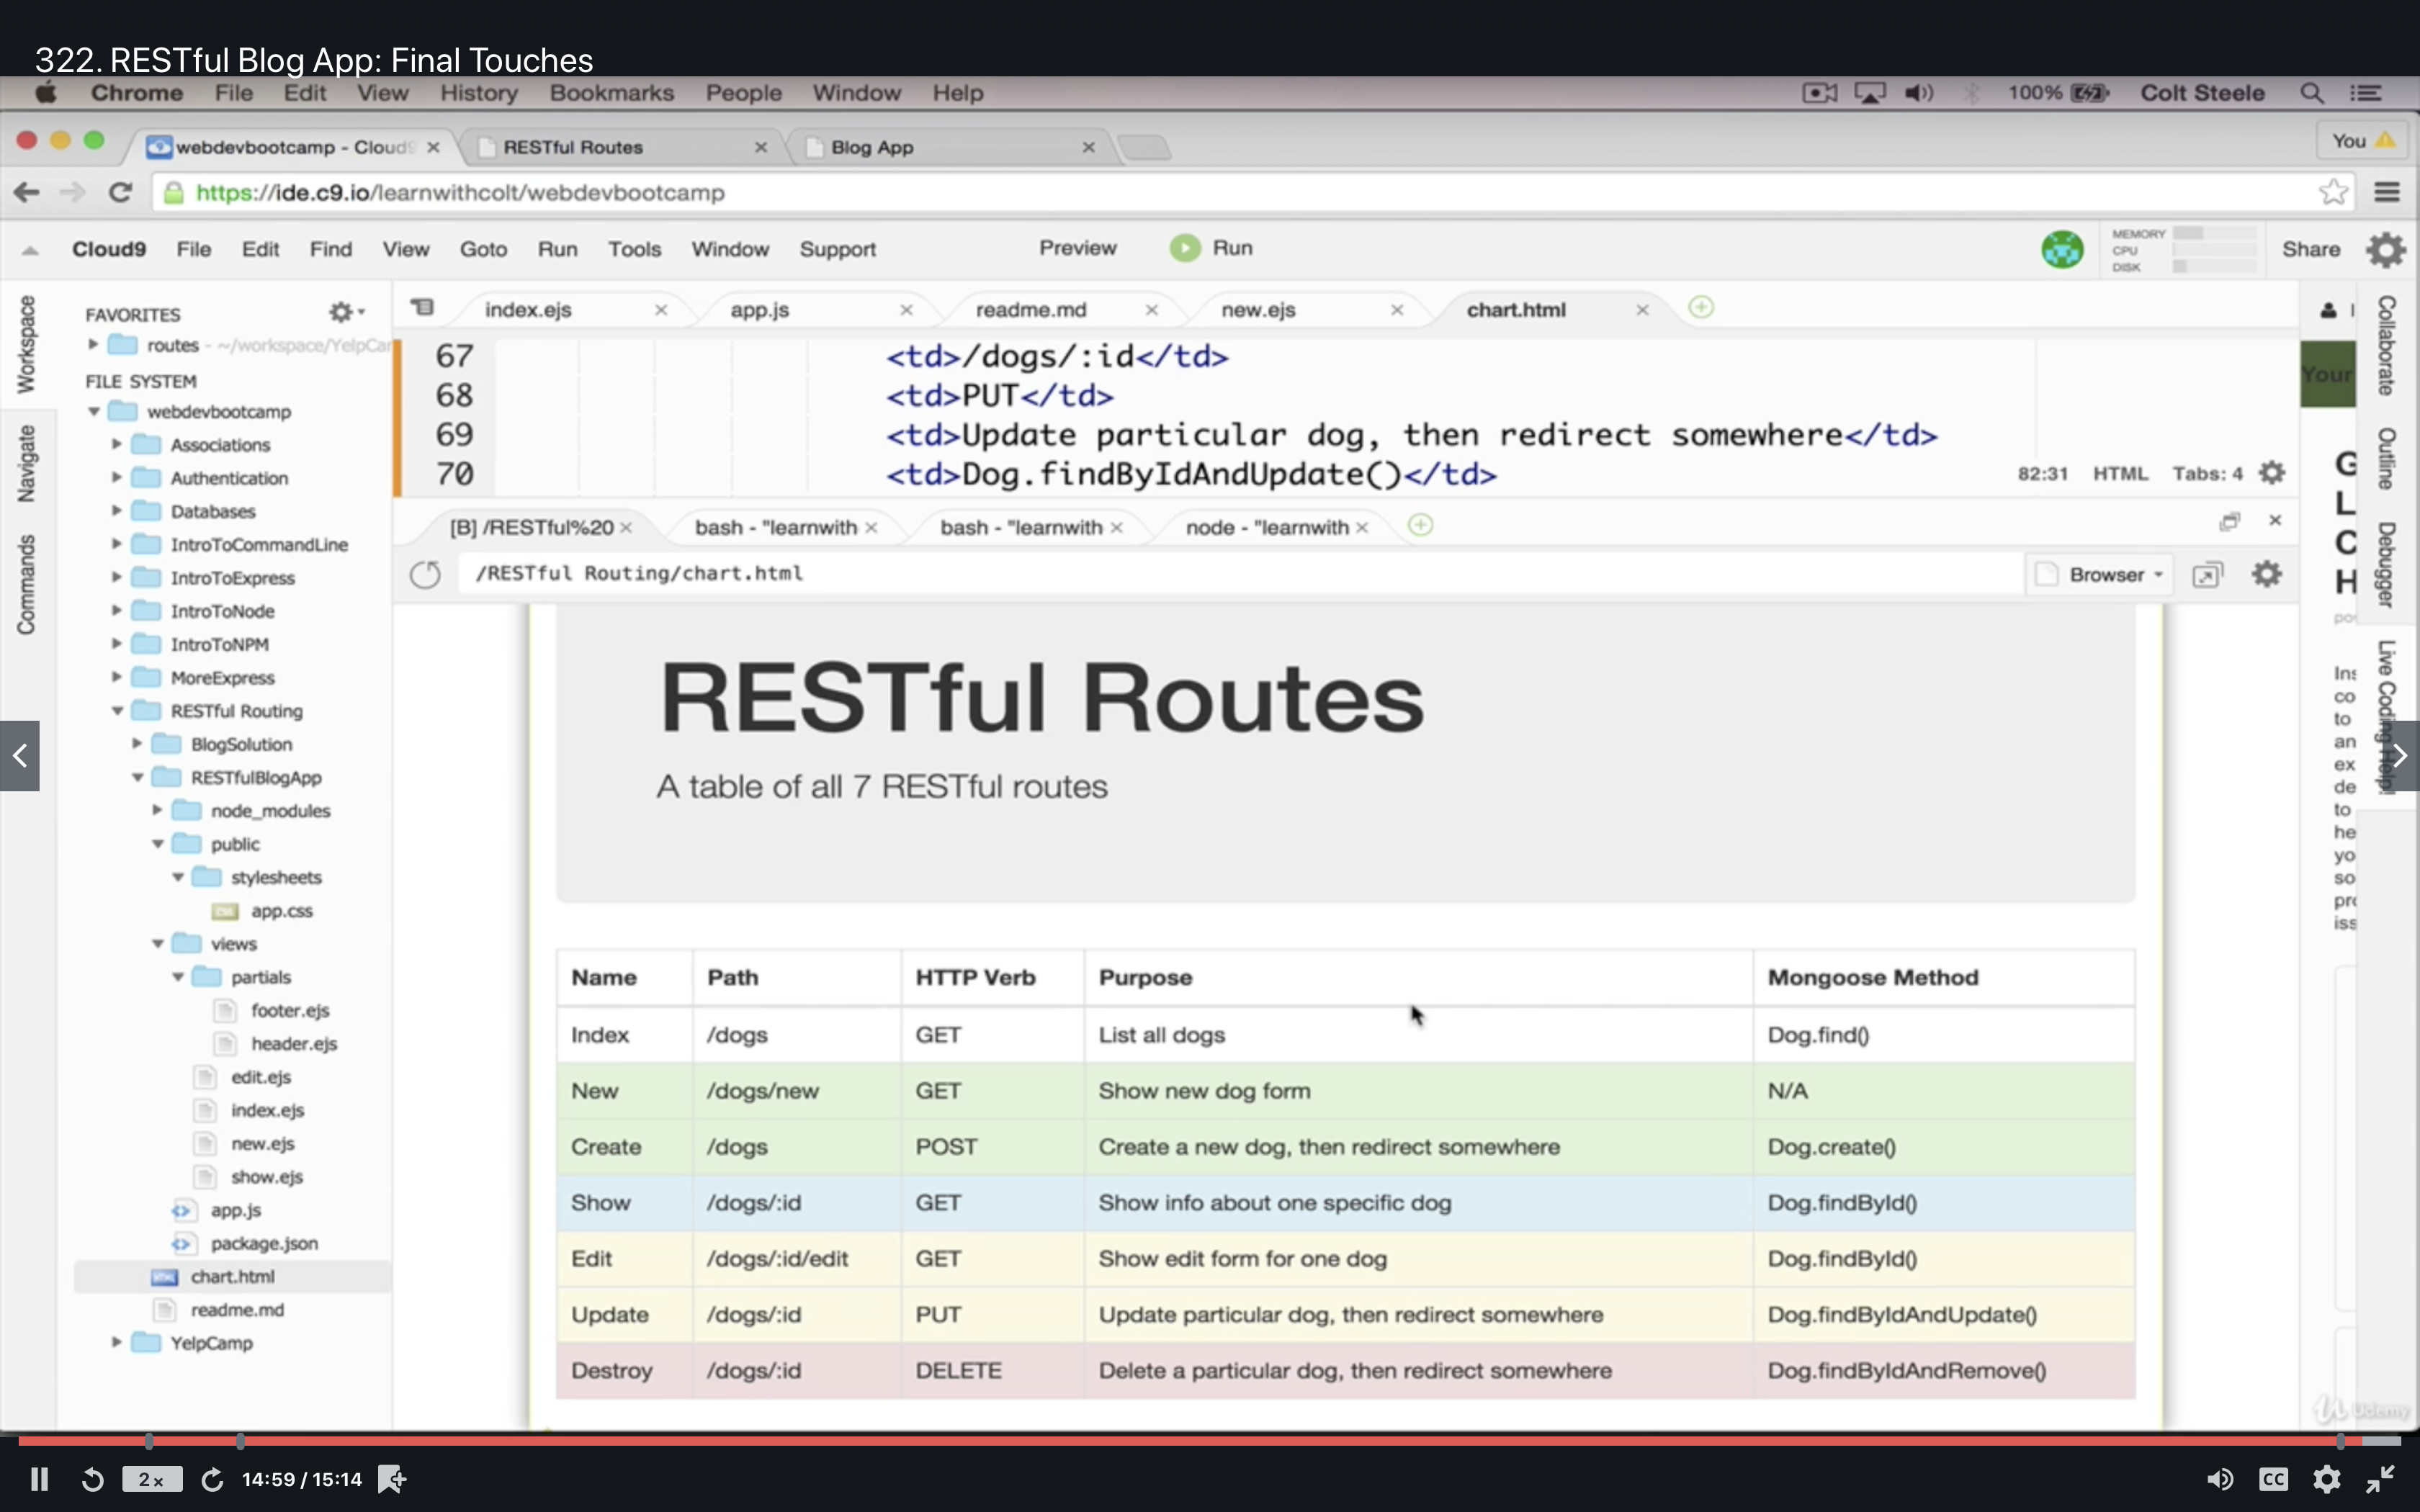 322. RESTful Blog App: Final Touches
Chrome File Edit View History Bookmarks People Window Help
100% Colt Steele
webdevbootcamp - Cloud9
RESTful Routes
Blog App
You
https://ide.c9.io/learnwithcolt/webdevbootcamp
Cloud9 File Edit Find View Goto Run Tools Window Support
Preview Run
MEMORY
CPU
DISK
Share
Workspace
Navigate
Commands
FAVORITES
routes - ~/workspace/YelpCar
FILE SYSTEM
webdevbootcamp
Associations
Authentication
Databases
IntroToCommandLine
IntroToExpress
IntroToNode
IntroToNPM
MoreExpress
RESTful Routing
BlogSolution
RESTfulBlogApp
node_modules
public
stylesheets
app.css
views
partials
footer.ejs
header.ejs
edit.ejs
index.ejs
new.ejs
show.ejs
app.js
package.json
chart.html
readme.md
YelpCamp
index.ejs app.js readme.md new.ejs chart.html
67 <td>/dogs/:id</td>
68 <td>PUT</td>
69 <td>Update particular dog, then redirect somewhere</td>
70 <td>Dog.findByIdAndUpdate()</td>
82:31 HTML Tabs: 4
[B] /RESTful%20 bash - "learnwith bash - "learnwith node - "learnwith
/RESTful Routing/chart.html
Browser
RESTful Routes
A table of all 7 RESTful routes
Name Path HTTP Verb Purpose Mongoose Method
Index /dogs GET List all dogs Dog.find()
New /dogs/new GET Show new dog form N/A
Create /dogs POST Create a new dog, then redirect somewhere Dog.create()
Show /dogs/:id GET Show info about one specific dog Dog.findById()
Edit /dogs/:id/edit GET Show edit form for one dog Dog.findById()
Update /dogs/:id PUT Update particular dog, then redirect somewhere Dog.findByIdAndUpdate()
Destroy /dogs/:id DELETE Delete a particular dog, then redirect somewhere Dog.findByIdAndRemove()
Your
Collaborate
Outline
Debugger
Live Coding Help!
Udemy
2x
14:59 / 15:14
CC